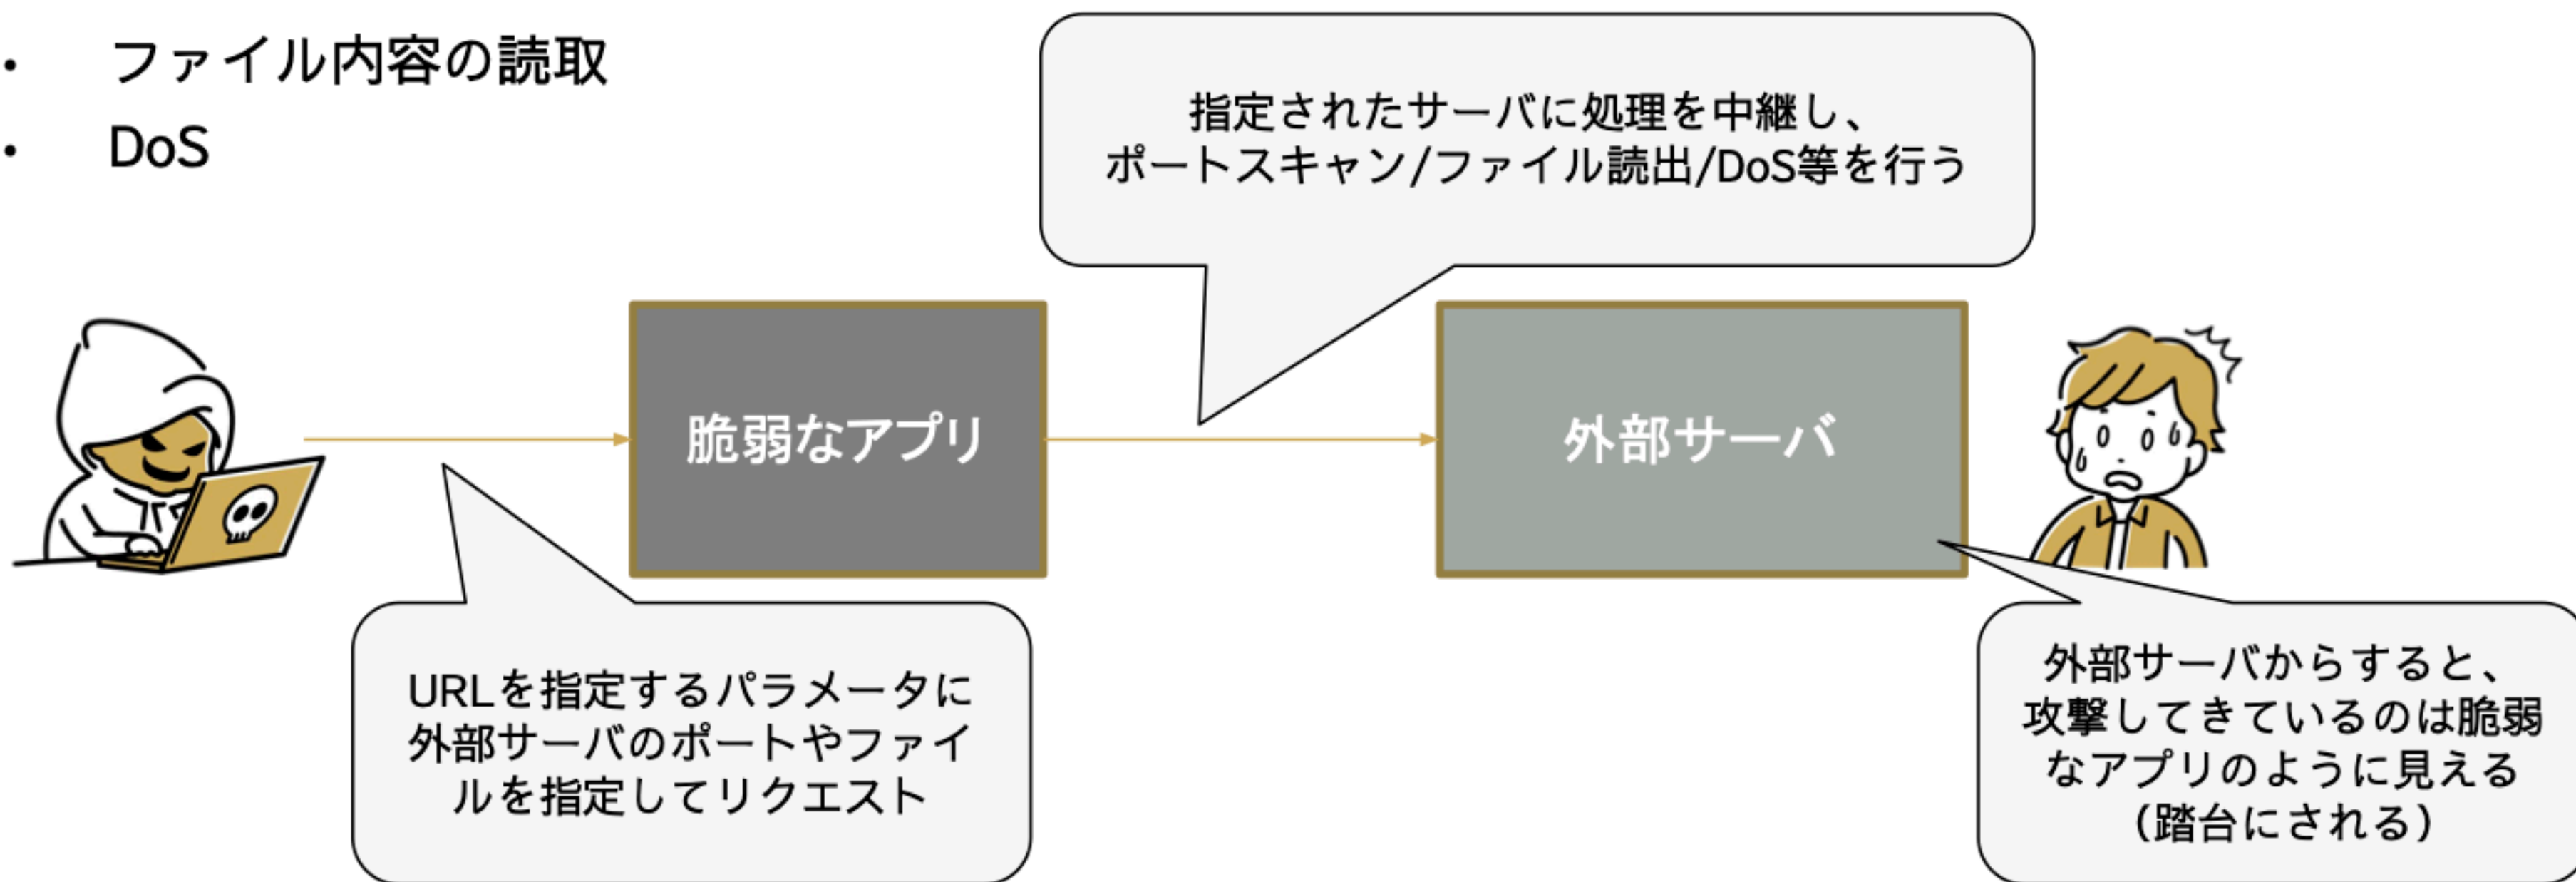 ・ ファイル内容の読取
・ DoS
指定されたサーバに処理を中継し、
ポートスキャン/ファイル読出/DoS等を行う
脆弱なアプリ
外部サーバ
URLを指定するパラメータに
外部サーバのポートやファイ
ルを指定してリクエスト
外部サーバからすると、
攻撃してきているのは脆弱
なアプリのように見える
（踏台にされる）